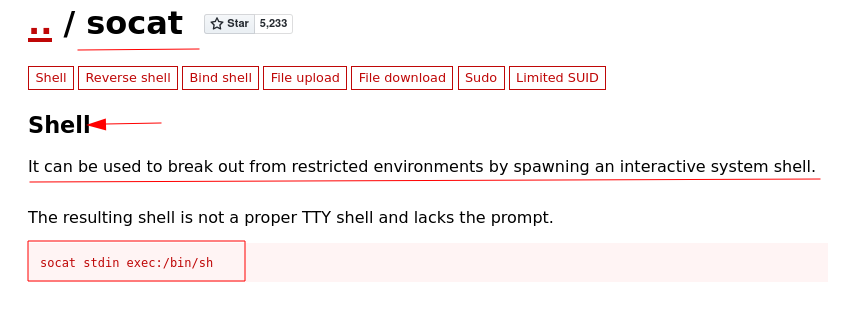 .. / socat Star 5,233
Shell Reverse shell Bind shell File upload File download Sudo Limited SUID
Shell
It can be used to break out from restricted environments by spawning an interactive system shell.
The resulting shell is not a proper TTY shell and lacks the prompt.
socat stdin exec:/bin/sh